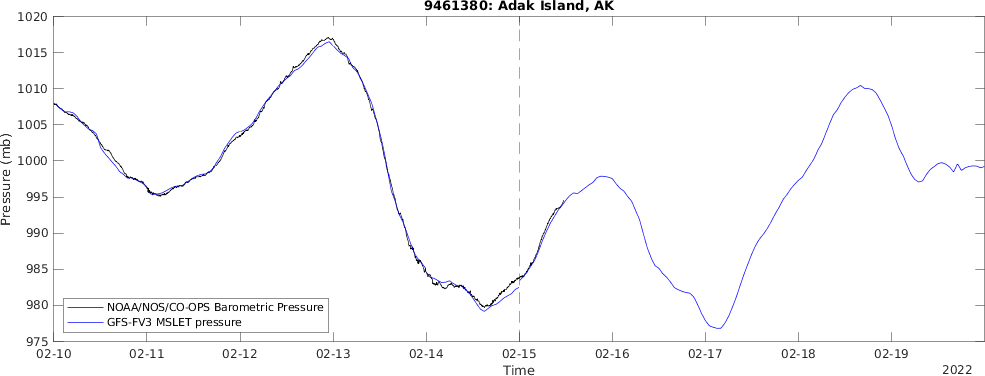 9461380: Adak Island, AK
1020
1015
1010
1005
1000
995
990
985
980
975
Pressure (mb)
NOAA/NOS/CO-OPS Barometric Pressure
GFS-FV3 MSLET pressure
02-10 02-11 02-12 02-13 02-14 02-15 02-16 02-17 02-18 02-19
Time
2022